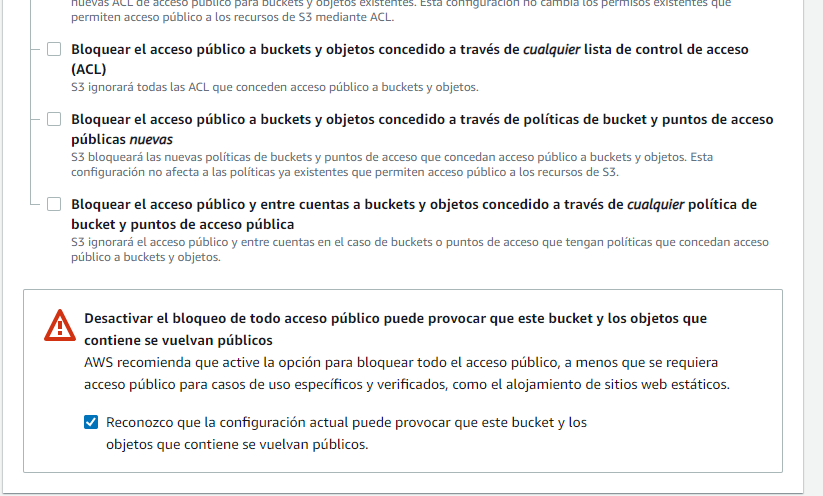 nuevas ACL de acceso público para buckets y objetos existentes. Esta configuración no cambia los permisos existentes que
permiten acceso público a los recursos de S3 mediante ACL.
Bloquear el acceso público a buckets y objetos concedido a través de cualquier lista de control de acceso
(ACL)
S3 ignorará todas las ACL que conceden acceso público a buckets y objetos.
Bloquear el acceso público a buckets y objetos concedido a través de políticas de bucket y puntos de acceso
públicas nuevas
S3 bloqueará las nuevas políticas de buckets y puntos de acceso que concedan acceso público a buckets y objetos. Esta
configuración no afecta a las políticas ya existentes que permiten acceso público a los recursos de S3.
Bloquear el acceso público y entre cuentas a buckets y objetos concedido a través de cualquier política de
bucket y puntos de acceso pública
S3 ignorará el acceso público y entre cuentas en el caso de buckets o puntos de acceso que tengan políticas que concedan acceso
público a buckets y objetos.
Desactivar el bloqueo de todo acceso público puede provocar que este bucket y los objetos que
contiene se vuelvan públicos
AWS recomienda que active la opción para bloquear todo el acceso público, a menos que se requiera
acceso público para casos de uso específicos y verificados, como el alojamiento de sitios web estáticos.
Reconozco que la configuración actual puede provocar que este bucket y los
objetos que contiene se vuelvan públicos.